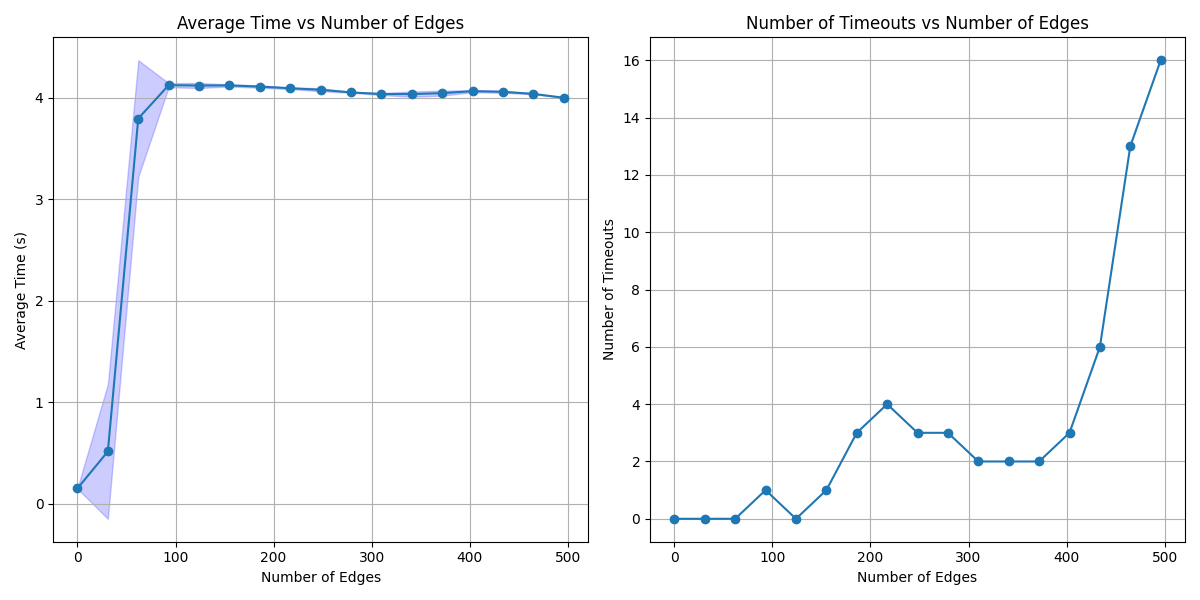 Average Time vs Number of Edges
Average Time (s)
4
3
2
1
0
0 100 200 300 400 500
Number of Edges
Number of Timeouts vs Number of Edges
Number of Timeouts
16
14
12
10
8
6
4
2
0
0 100 200 300 400 500
Number of Edges